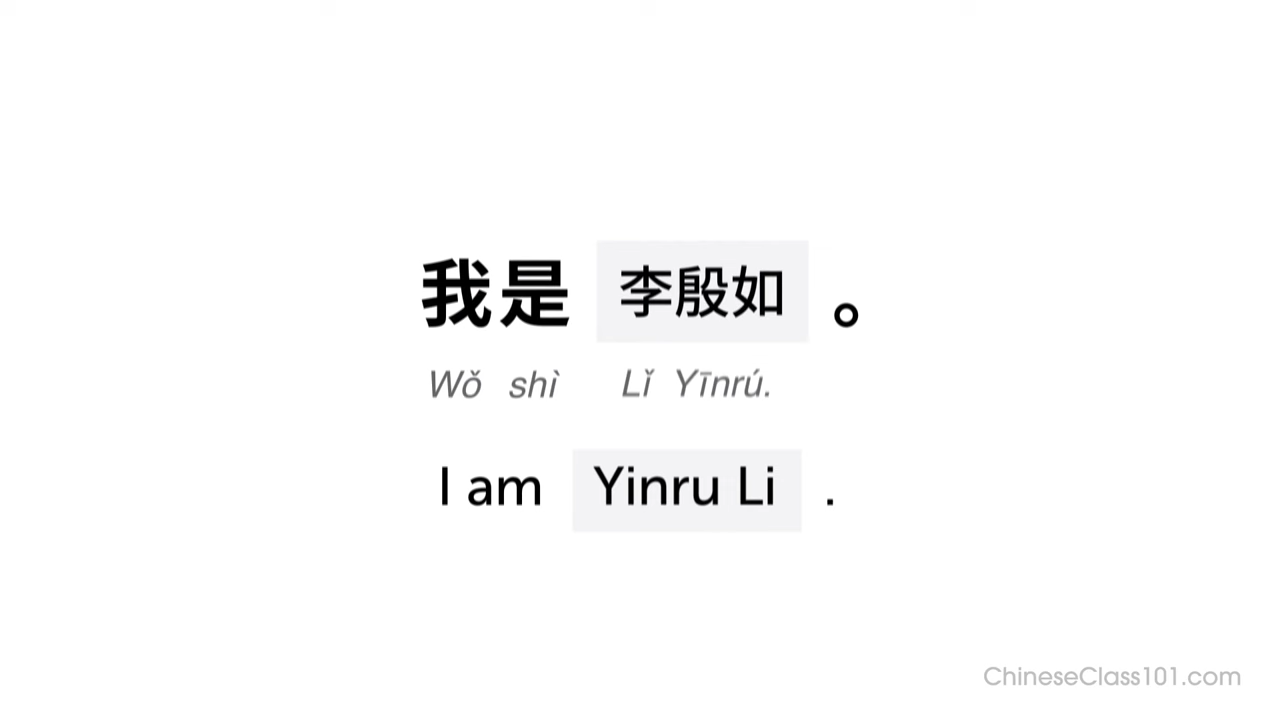 我是 李殷如 。
Wǒ shì Lǐ Yīnrú.
I am Yinru Li .
ChineseClass101.com